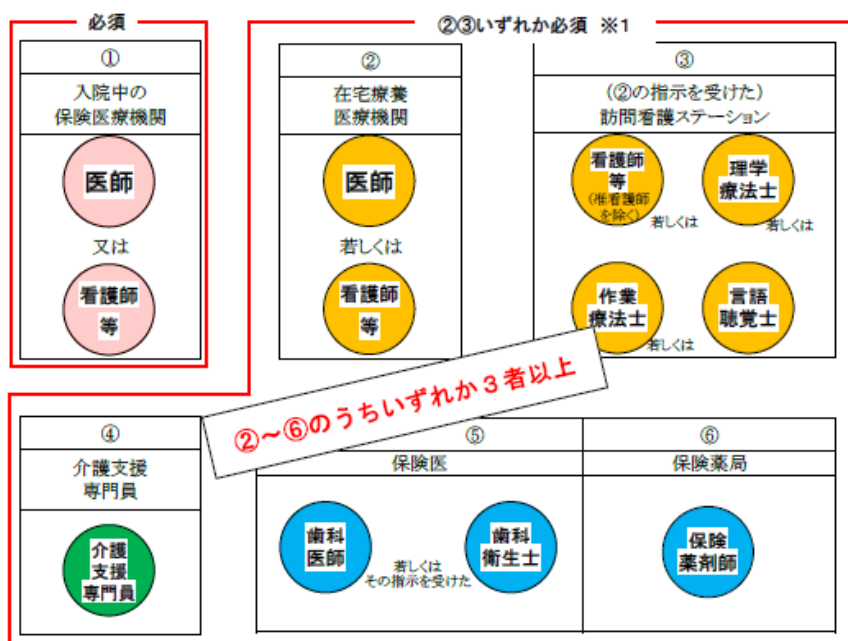 必須
②③いずれか必須 ※1
①
入院中の
保険医療機関
医師
又は
看護師
等
②
在宅療養
医療機関
医師
若しくは
看護師
等
③
(②の指示を受けた)
訪問看護ステーション
看護師
等
(准看護師
を除く)
若しくは
理学
療法士
若しくは
作業
療法士
若しくは
言語
聴覚士
②～⑥のうちいずれか3者以上
④
介護支援
専門員
介護
支援
専門員
⑤
保険医
歯科
医師
若しくは
その指示を受けた
歯科
衛生士
⑥
保険薬局
保険
薬剤師